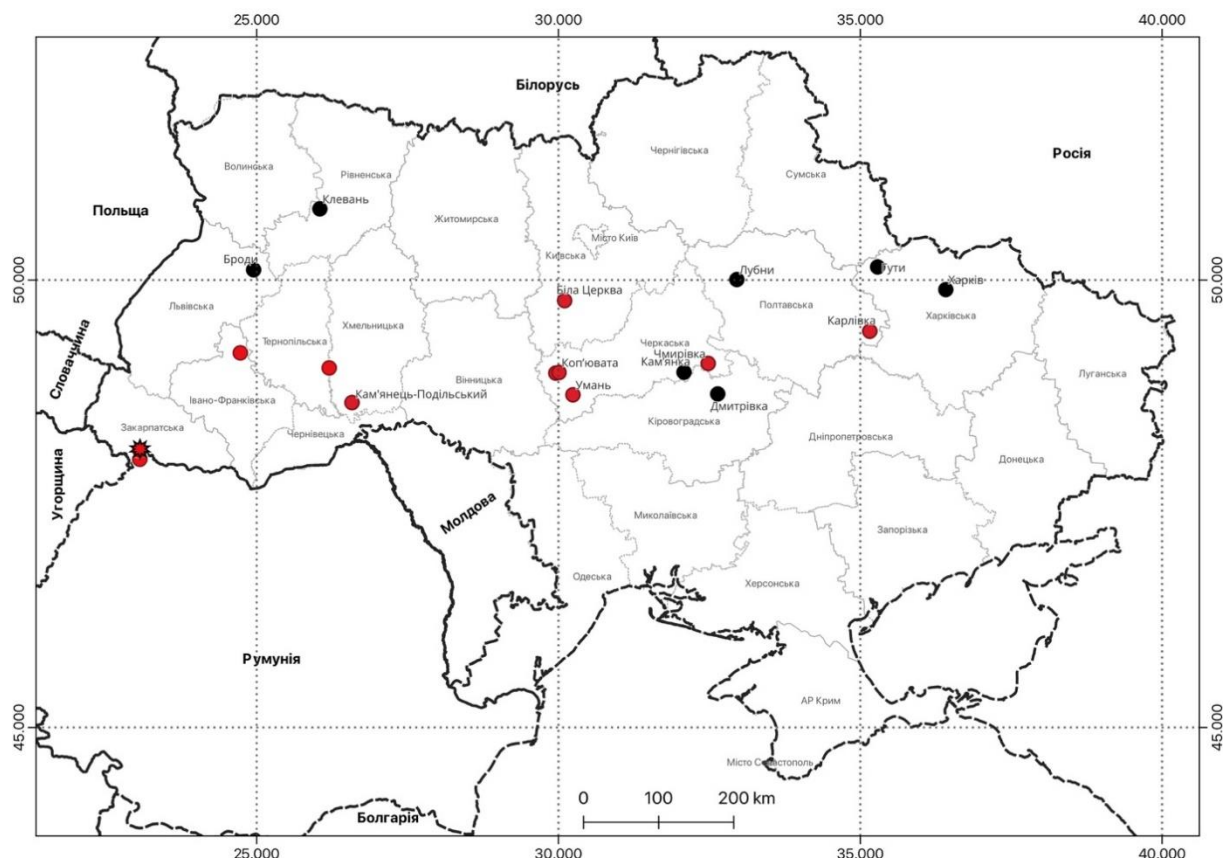 25.000
30.000
35.000
40.000
Білорусь
Росія
Польща
Словаччина
Угорщина
Румунія
Молдова
Болгарія
Волинська
Рівненська
Житомирська
Чернігівська
Сумська
Клевань
Броди
Київська
Місто Київ
Лубни
Гути
Харків
50.000
50.000
Біла Церква
Львівська
Тернопільська
Хмельницька
Полтавська
Карлівка
Харківська
Черкаська
Чмирівка
Кам'янка
Коп'ювата
Вінницька
Умань
Луганська
Івано-Франківська
Кам'янець-Подільський
Дмитрівка
Кіровоградська
Закарпатська
Чернівецька
Дніпропетровська
Донецька
Миколаївська
Запорізька
Одеська
Херсонська
АР Крим
45.000
45.000
Місто Севастополь
0 100 200 km
25.000
30.000
35.000
40.000